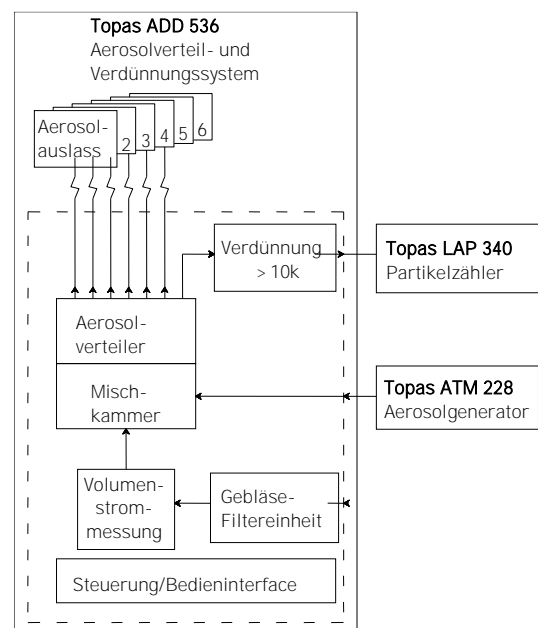 Topas ADD 536
Aerosolverteil- und
Verdünnungssystem
Aerosol-
auslass
2
3
4
5
6
Verdünnung
> 10k
Topas LAP 340
Partikelzähler
Aerosol-
verteiler
Misch-
kammer
Topas ATM 228
Aerosolgenerator
Volumen-
strom-
messung
Gebläse-
Filtereinheit
Steuerung/Bedieninterface